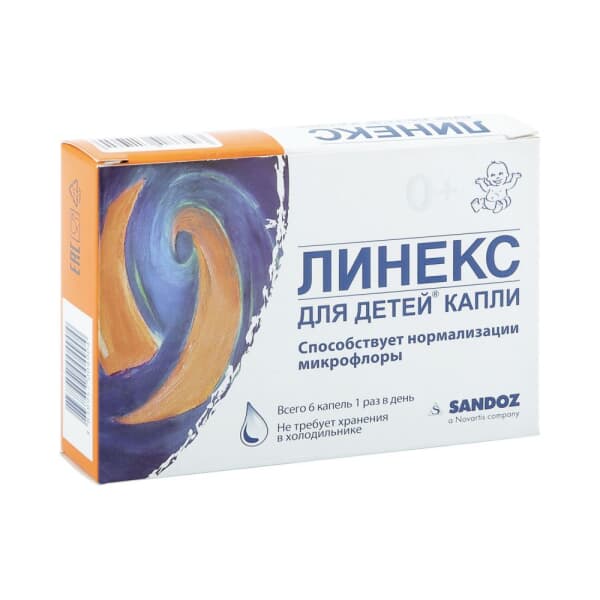 ЛИНЕКС
0+
ЛИНЕКС
ДЛЯ ДЕТЕЙ® КАПЛИ
Способствует нормализации
микрофлоры
Всего 6 капель 1 раз в день
Не требует хранения
в холодильнике
S SANDOZ
a Novartis company
EAC